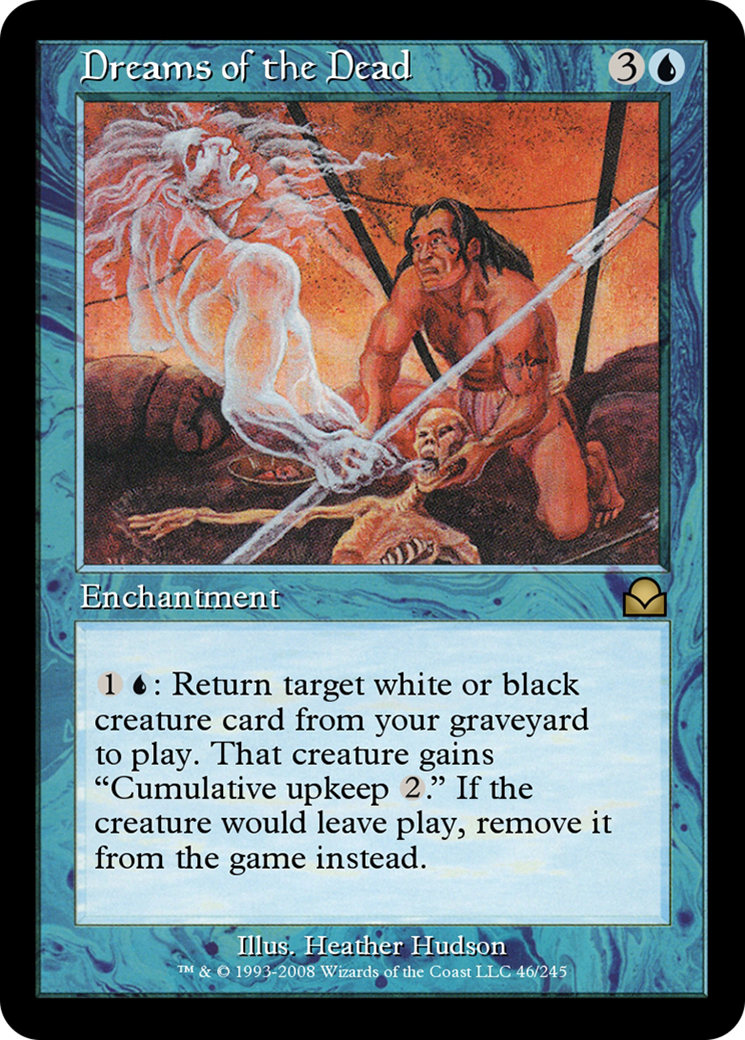 Dreams of the Dead 3
Enchantment
1 : Return target white or black
creature card from your graveyard
to play. That creature gains
“Cumulative upkeep 2.” If the
creature would leave play, remove it
from the game instead.
Illus. Heather Hudson
™ & © 1993-2008 Wizards of the Coast LLC 46/245